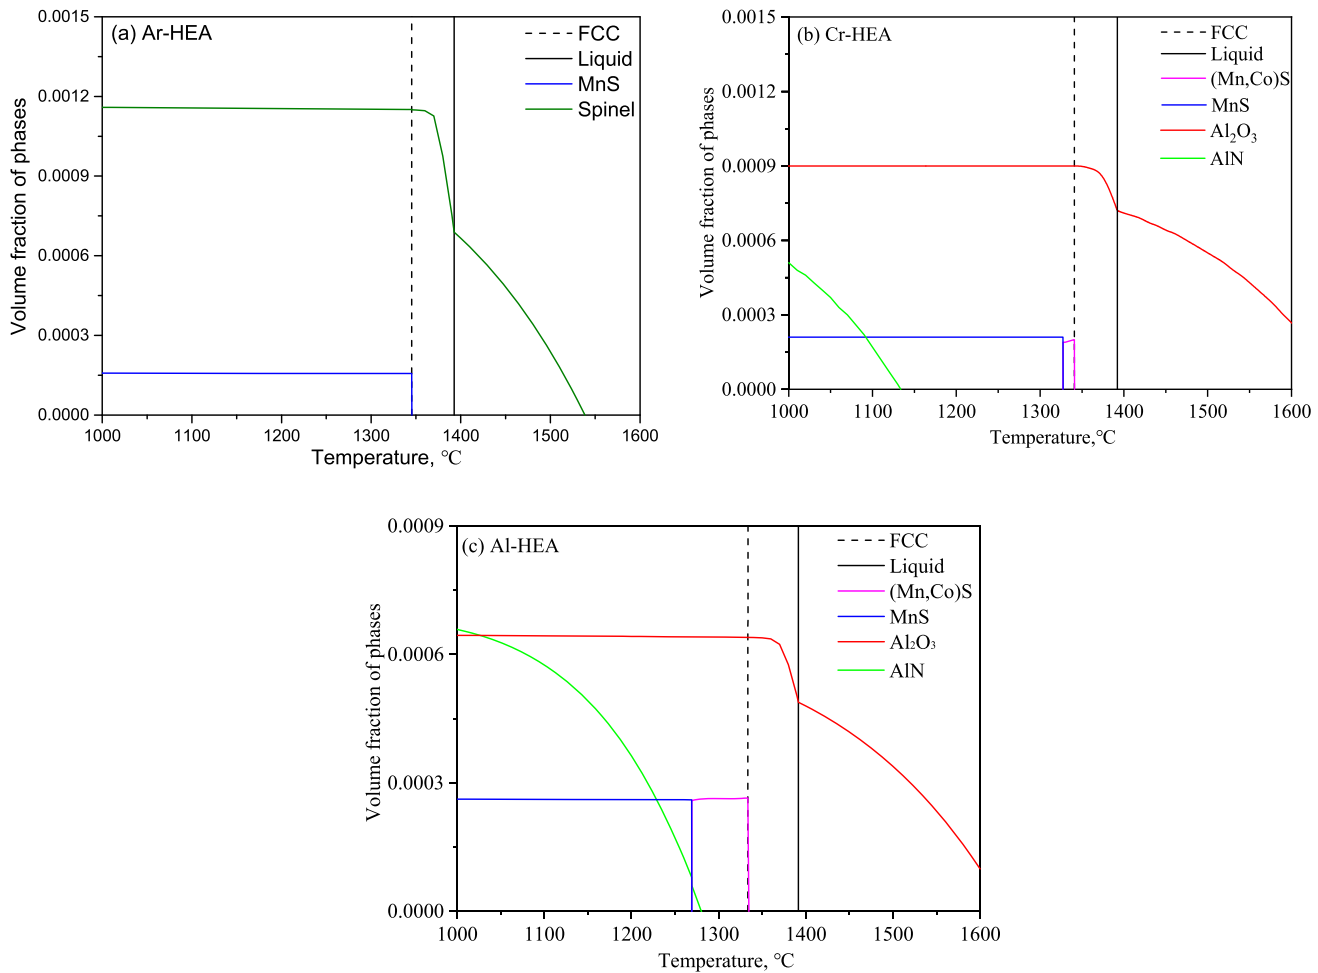 (a) Ar-HEA
FCC
Liquid
MnS
Spinel
0.0015
0.0012
0.0009
0.0006
0.0003
0.0000
Volume fraction of phases
1000 1100 1200 1300 1400 1500 1600
Temperature, ℃
(b) Cr-HEA
FCC
Liquid
(Mn,Co)S
MnS
Al₂O₃
AlN
0.0015
0.0012
0.0009
0.0006
0.0003
0.0000
Volume fraction of phases
1000 1100 1200 1300 1400 1500 1600
Temperature,℃
(c) Al-HEA
FCC
Liquid
(Mn,Co)S
MnS
Al₂O₃
AlN
0.0009
0.0006
0.0003
0.0000
Volume fraction of phases
1000 1100 1200 1300 1400 1500 1600
Temperature, ℃